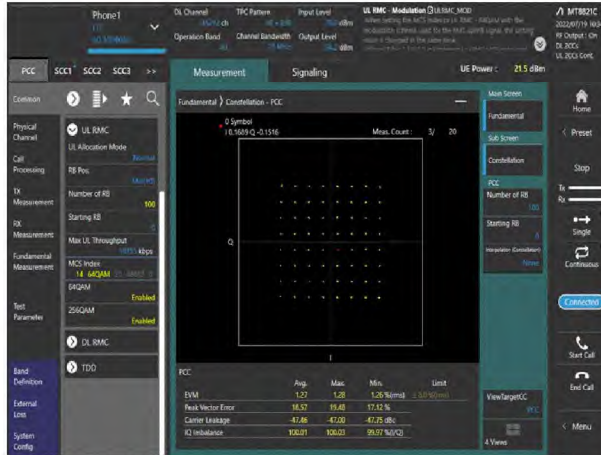 Phone1
DL Channel
TPC Pattern
Input Level
dBm
Operation Band
Channel Bandwidth
Output Level
dBm
UL RMC - Modulation
MT8821C
2022/07/19
RF Output : On
DL 2CCs
UL 2CCs Cont.
PCC
SCC1
SCC2
SCC3
>>
Measurement
Signaling
UE Power : 21.5 dBm
Common
Physical
Channel
Call
Processing
TX
Measurement
RX
Measurement
Fundamental
Measurement
Test
Parameter
Band
Definition
External
Loss
System
Config
UL RMC
UL Allocation Mode
Normal
RB Pos.
Number of RB
100
Starting RB
0
Max UL Throughput
kbps
MCS Index
14 64QAM
64QAM
Enabled
256QAM
Enabled
DL RMC
TDD
Fundamental ❭ Constellation - PCC
0 Symbol
I 0.1689 Q -0.1516
Meas. Count : 3/ 20
Q
I
PCC
Avg. Max. Min. Limit
EVM 1.27 1.28 1.26 %(rms)
Peak Vector Error 18.57 19.48 17.12 %
Carrier Leakage -47.46 -47.00 -47.75 dBc
IQ Imbalance 100.01 100.03 99.97 %(I/Q)
Main Screen
Fundamental
Sub Screen
Constellation
PCC
Number of RB
100
Starting RB
0
None
ViewTargetCC
PCC
4 Views
Home
Preset
Stop
Tx
Rx
Single
Continuous
Connected
Start Call
End Call
Menu